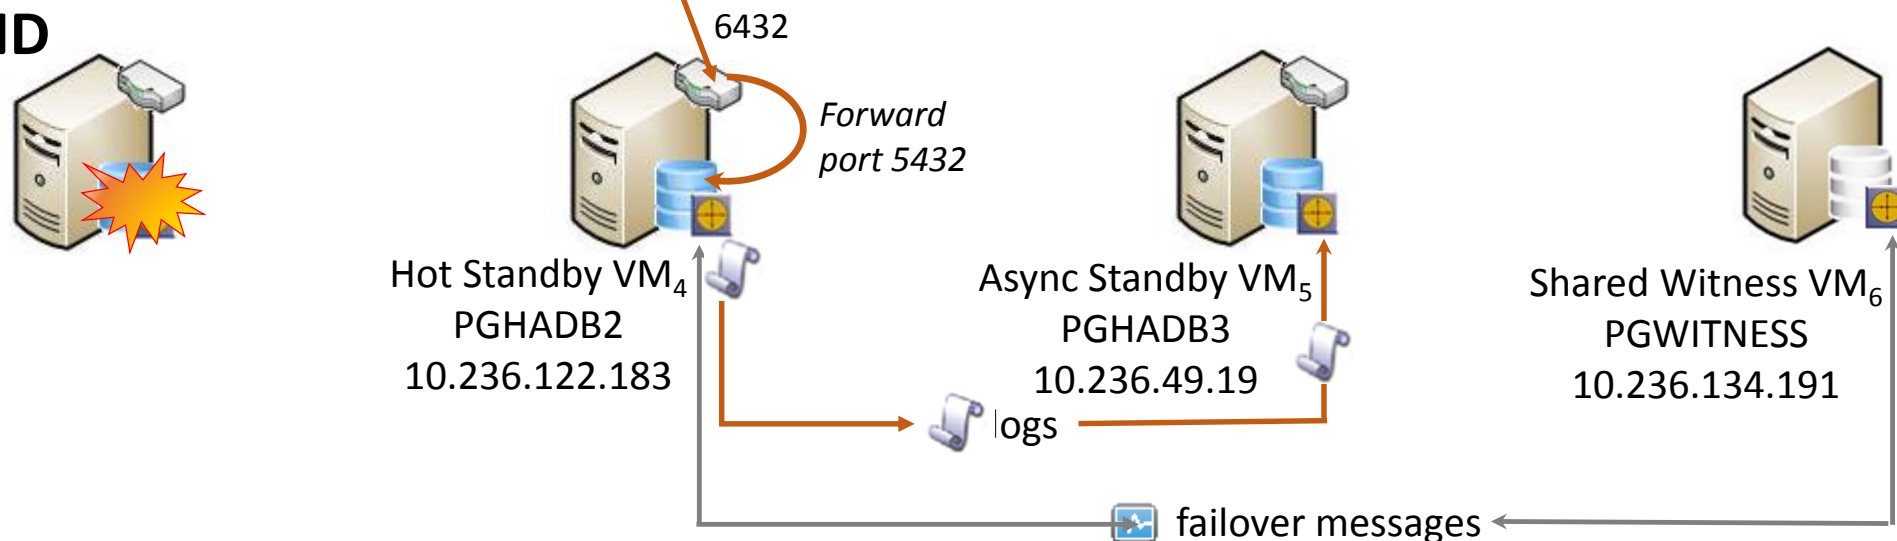 6432
Forward
port 5432
Hot Standby VM4
PGHADB2
10.236.122.183
Async Standby VM5
PGHADB3
10.236.49.19
Shared Witness VM6
PGWITNESS
10.236.134.191
logs
failover messages